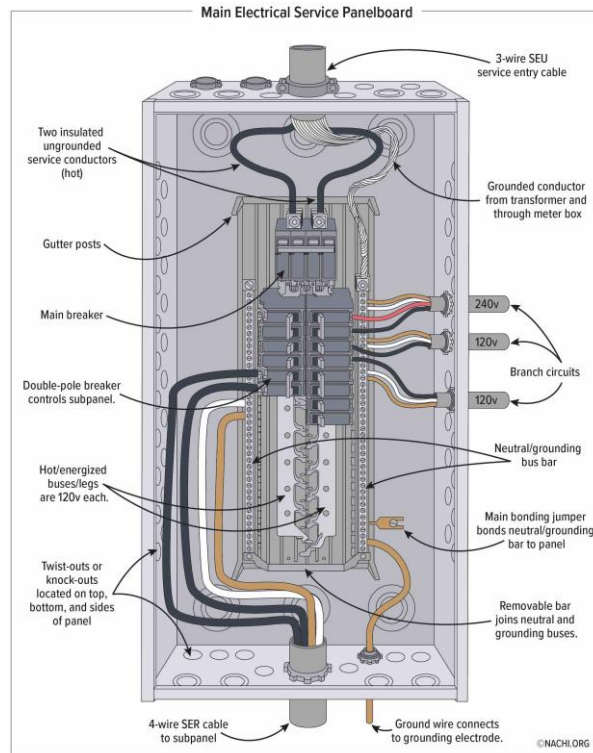 Main Electrical Service Panelboard
3-wire SEU
service entry cable
Two insulated
ungrounded
service conductors
(hot)
Grounded conductor
from transformer and
through meter box
Gutter posts
Main breaker
240v
120v
Branch circuits
120v
Double-pole breaker
controls subpanel.
Neutral/grounding
bus bar
Hot/energized
buses/legs
are 120v each.
Main bonding jumper
bonds neutral/grounding
bar to panel
Twist-outs or
knock-outs
located on top,
bottom, and sides
of panel
Removable bar
joins neutral and
grounding buses.
4-wire SER cable
to subpanel
Ground wire connects
to grounding electrode.
©NACHI.ORG